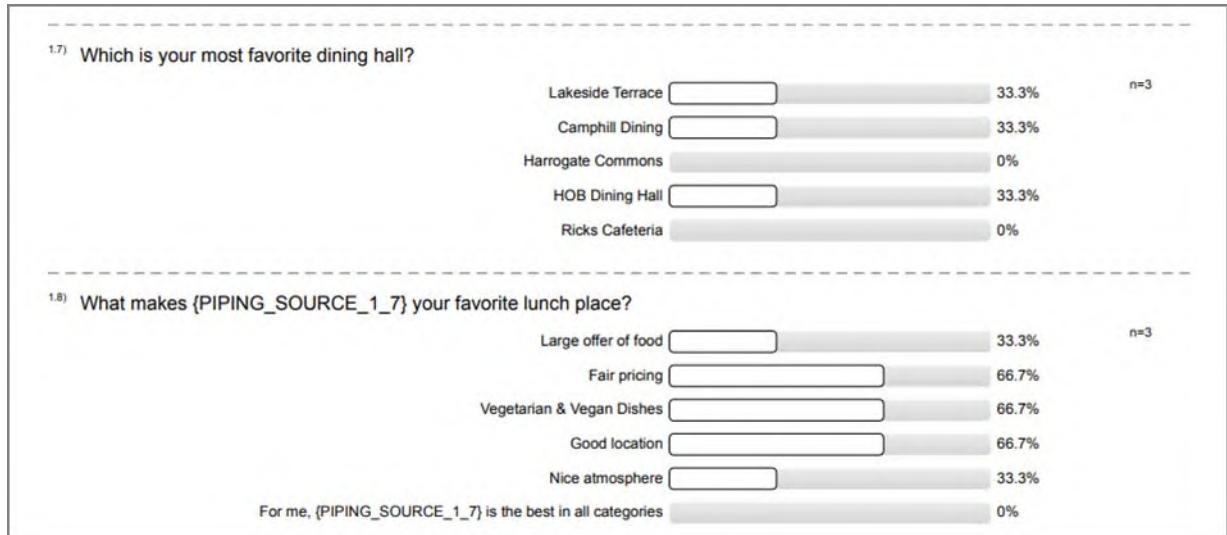 1.7) Which is your most favorite dining hall?
n=3
Lakeside Terrace 33.3%
Camphill Dining 33.3%
Harrogate Commons 0%
HOB Dining Hall 33.3%
Ricks Cafeteria 0%
1.8) What makes {PIPING_SOURCE_1_7} your favorite lunch place?
n=3
Large offer of food 33.3%
Fair pricing 66.7%
Vegetarian & Vegan Dishes 66.7%
Good location 66.7%
Nice atmosphere 33.3%
For me, {PIPING_SOURCE_1_7} is the best in all categories 0%